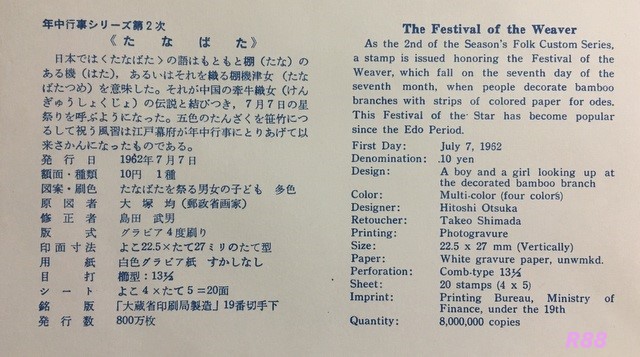 年中行事シリーズ第2次
《たなばた》
日本ではくたなばた＞の語はもともと棚（たな）の
ある機（はた），あるいはそれを織る棚機津女（たな
ばたつめ）を意味した。それが中国の牽牛織女（けん
ぎゅうしょくじょ）の伝説と結びつき，7月7日の星
祭りを呼ぶようになった。五色のたんざくを笹竹につ
るして祝う風習は江戸幕府が年中行事にとりあげて以
来さかんになったものである。
発行日 1962年7月7日
額面・種類 10円 1種
図案・刷色 たなばたを祭る男女の子ども 多色
原図者 大塚 均（郵政省画家）
修正者 島田 武男
版式 グラビア4度刷り
印面寸法 よこ22.5×たて27ミリのたて型
用紙 白色グラビア紙 すかしなし
目打 櫛型：13½
シート よこ4×たて5＝20面
銘版 「大蔵省印刷局製造」19番切手下
発行数 800万枚
The Festival of the Weaver
As the 2nd of the Season's Folk Custom Series,
a stamp is issued honoring the Festival of the
Weaver, which fall on the seventh day of the
seventh month, when people decorate bamboo
branches with strips of colored paper for odes.
This Festival of the Star has become popular
since the Edo Period.
First Day: July 7, 1962
Denomination: .10 yen
Design: A boy and a girl looking up at
the decorated bamboo branch
Color: Multi-color (four colors)
Designer: Hitoshi Otsuka
Retoucher: Takeo Shimada
Printing: Photogravure
Size: 22.5 x 27 mm (Vertically)
Paper: White gravure paper, unwmkd.
Perforation: Comb-type 13½
Sheet: 20 stamps (4 x 5)
Imprint: Printing Bureau, Ministry of
Finance, under the 19th
Quantity: 8,000,000 copies
R88